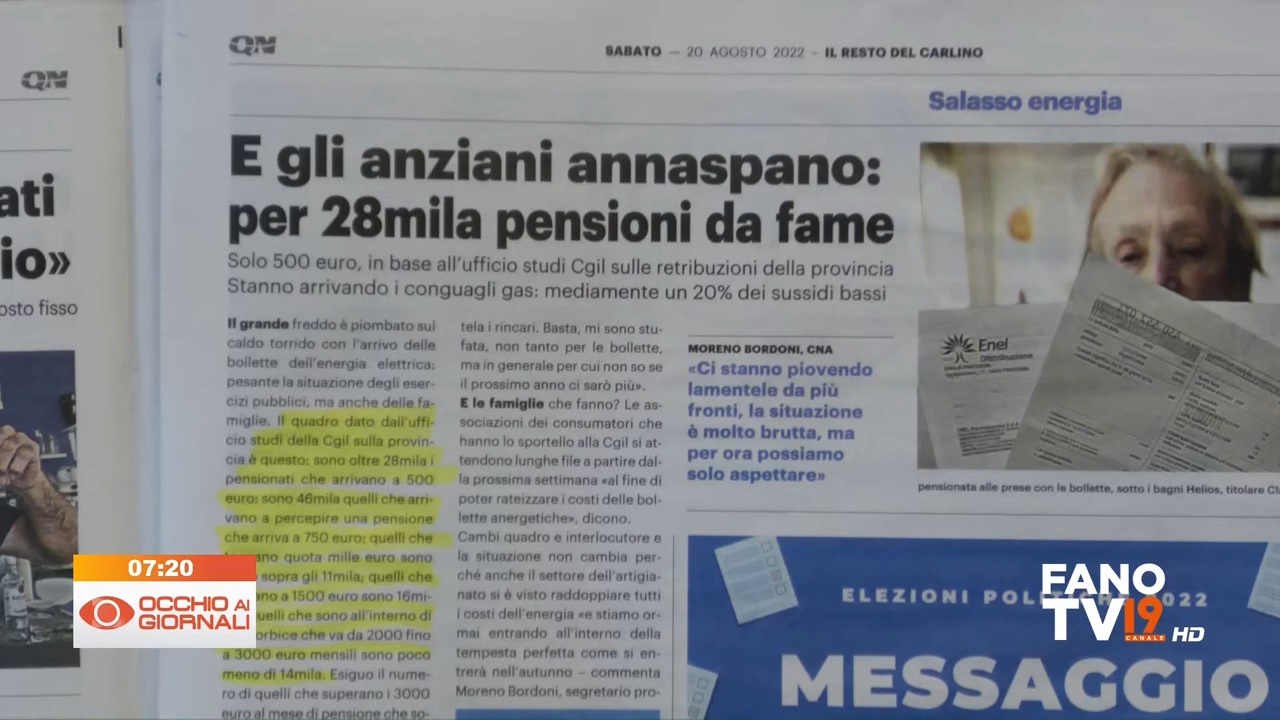 QN
SABATO — 20 AGOSTO 2022 – IL RESTO DEL CARLINO
QN
Salasso energia
E gli anziani annaspano:
per 28mila pensioni da fame
Solo 500 euro, in base all'ufficio studi Cgil sulle retribuzioni della provincia
Stanno arrivando i conguagli gas: mediamente un 20% dei sussidi bassi
ati
io»
osto fisso
Il grande freddo è piombato sul
caldo torrido con l'arrivo delle
bollette dell'energia elettrica:
pesante la situazione degli eser-
cizi pubblici, ma anche delle fa-
miglie. Il quadro dato dall'uffi-
cio studi della Cgil sulla provin-
cia è questo: sono oltre 28mila i
pensionati che arrivano a 500
euro: sono 46mila quelli che arri-
vano a percepire una pensione
che arriva a 750 euro; quelli che
ano quota mille euro sono
sopra gli 11mila; quelli che
ano a 1500 euro sono 16mi-
uelli che sono all'interno di
orbice che va da 2000 fino
a 3000 euro mensili sono poco
meno di 14mila. Esiguo il nume-
ro di quelli che superano i 3000
euro al mese di pensione che so-
tela i rincari. Basta, mi sono stu-
fata, non tanto per le bollette,
ma in generale per cui non so se
il prossimo anno ci sarò più».
E le famiglie che fanno? Le as-
sociazioni dei consumatori che
hanno lo sportello alla Cgil si at-
tendono lunghe file a partire dal-
la prossima settimana «al fine di
poter rateizzare i costi delle bol-
lette anergetiche», dicono.
Cambi quadro e interlocutore e
la situazione non cambia per-
ché anche il settore dell'artigia-
nato si è visto raddoppiare tutti
i costi dell'energia «e stiamo or-
mai entrando all'interno della
tempesta perfetta come si en-
trerà nell'autunno – commenta
Moreno Bordoni, segretario pro-
MORENO BORDONI, CNA
«Ci stanno piovendo
lamentele da più
fronti, la situazione
è molto brutta, ma
per ora possiamo
solo aspettare»
Enel
Distribuzione
pensionata alle prese con le bollette, sotto i bagni Helios, titolare Cl
ELEZIONI POLITICHE 2022
MESSAGGIO
07:20
OCCHIO AI
GIORNALI
FANO
TV19
CANALE HD